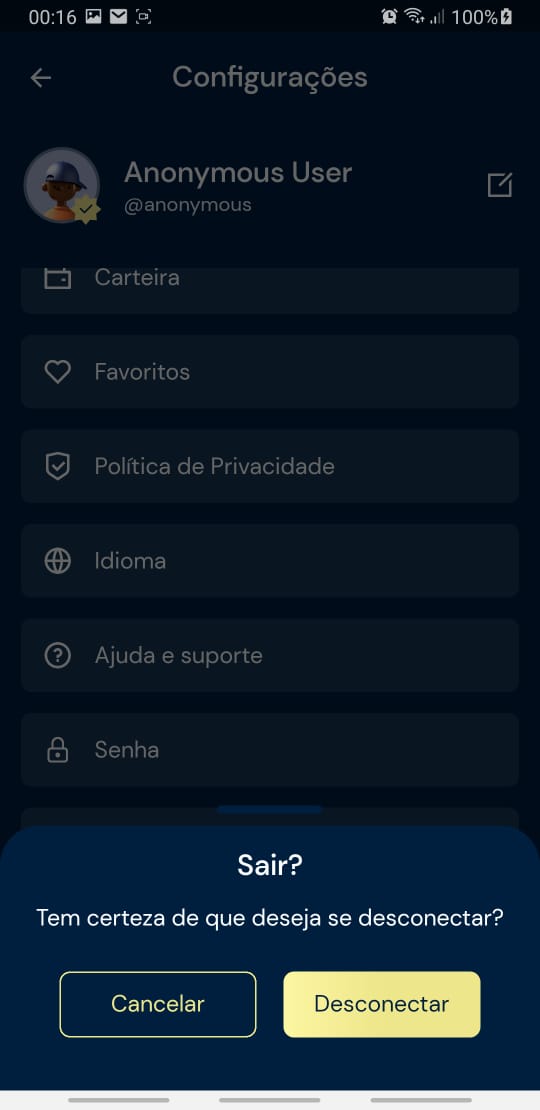 00:16
100%
Configurações
Anonymous User
@anonymous
Carteira
Favoritos
Política de Privacidade
Idioma
Ajuda e suporte
Senha
Sair?
Tem certeza de que deseja se desconectar?
Cancelar
Desconectar